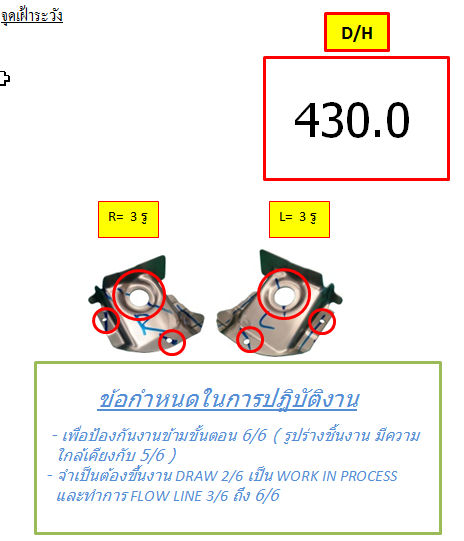 จุดเฝ้าระวัง
D/H
430.0
R= 3 รู
L= 3 รู
R
L
ข้อกำหนดในการปฎิบัติงาน
- เพื่อป้องกันงานข้ามขั้นตอน 6/6 ( รูปร่างชิ้นงาน มีความ
ใกล้เคียงกับ 5/6 )
- จำเป็นต้องขึ้นงาน DRAW 2/6 เป็น WORK IN PROCESS
และทำการ FLOW LINE 3/6 ถึง 6/6